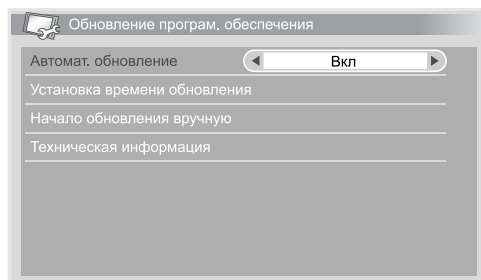 Обновление програм. обеспечения
Автомат. обновление Вкл
Установка времени обновления
Начало обновления вручную
Техническая информация